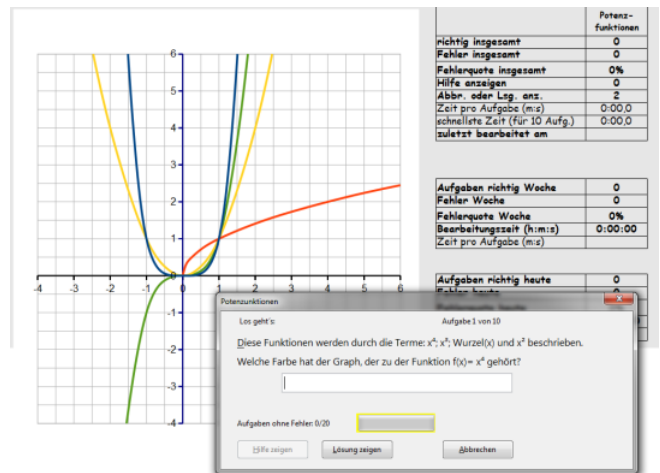 Potenz-
funktionen
richtig insgesamt 0
Fehler insgesamt 0
Fehlerquote insgesamt 0%
Hilfe anzeigen 0
Abbr. oder Lsg. anz. 2
Zeit pro Aufgabe (m:s) 0:00,0
schnellste Zeit (für 10 Aufg.) 0:00,0
zuletzt bearbeitet am
Aufgaben richtig Woche 0
Fehler Woche 0
Fehlerquote Woche 0%
Bearbeitungszeit (h:m:s) 0:00:00
Zeit pro Aufgabe (m:s)
Aufgaben richtig heute 0
Fehler heute 0
6
5
4
3
2
1
-4 -3 -2 -1 0 1 2 3 4 5 6
-1
-2
-3
-4
Potenzunktionen
Los geht's: Aufgabe 1 von 10
Diese Funktionen werden durch die Terme: x⁴; x³; Wurzel(x) und x² beschrieben.
Welche Farbe hat der Graph, der zu der Funktion f(x)= x⁴ gehört?
Aufgaben ohne Fehler: 0/20
Hilfe zeigen Lösung zeigen Abbrechen